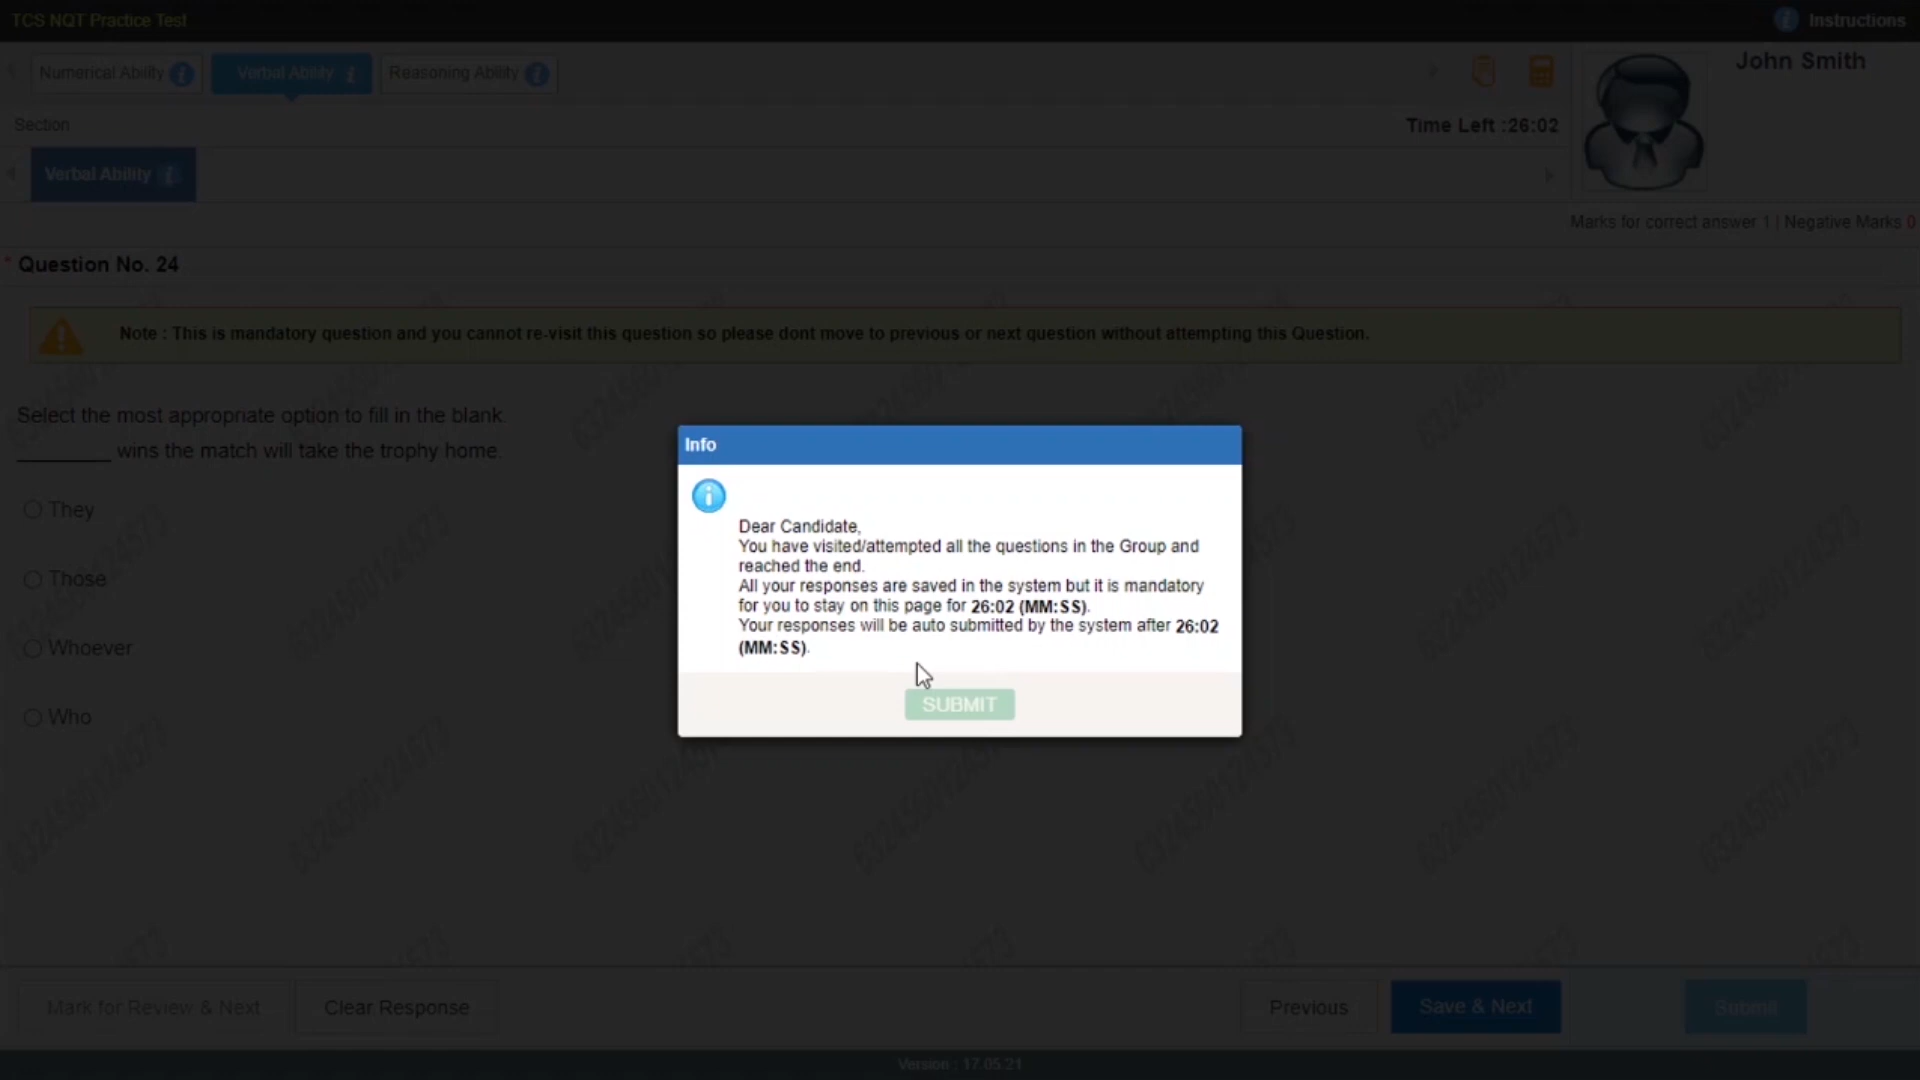 TCS NQT Practice Test
Instructions
Numerical Ability i
Verbal Ability i
Reasoning Ability i
John Smith
Section
Time Left :26:02
Verbal Ability i
Marks for correct answer 1 | Negative Marks 0
* Question No. 24
Note : This is mandatory question and you cannot re-visit this question so please dont move to previous or next question without attempting this Question.
Select the most appropriate option to fill in the blank.
________ wins the match will take the trophy home.
They
Those
Whoever
Who
Info
Dear Candidate,
You have visited/attempted all the questions in the Group and
reached the end.
All your responses are saved in the system but it is mandatory
for you to stay on this page for 26:02 (MM:SS).
Your responses will be auto submitted by the system after 26:02
(MM:SS).
SUBMIT
Mark for Review & Next
Clear Response
Previous
Save & Next
Submit
Version : 17.05.21